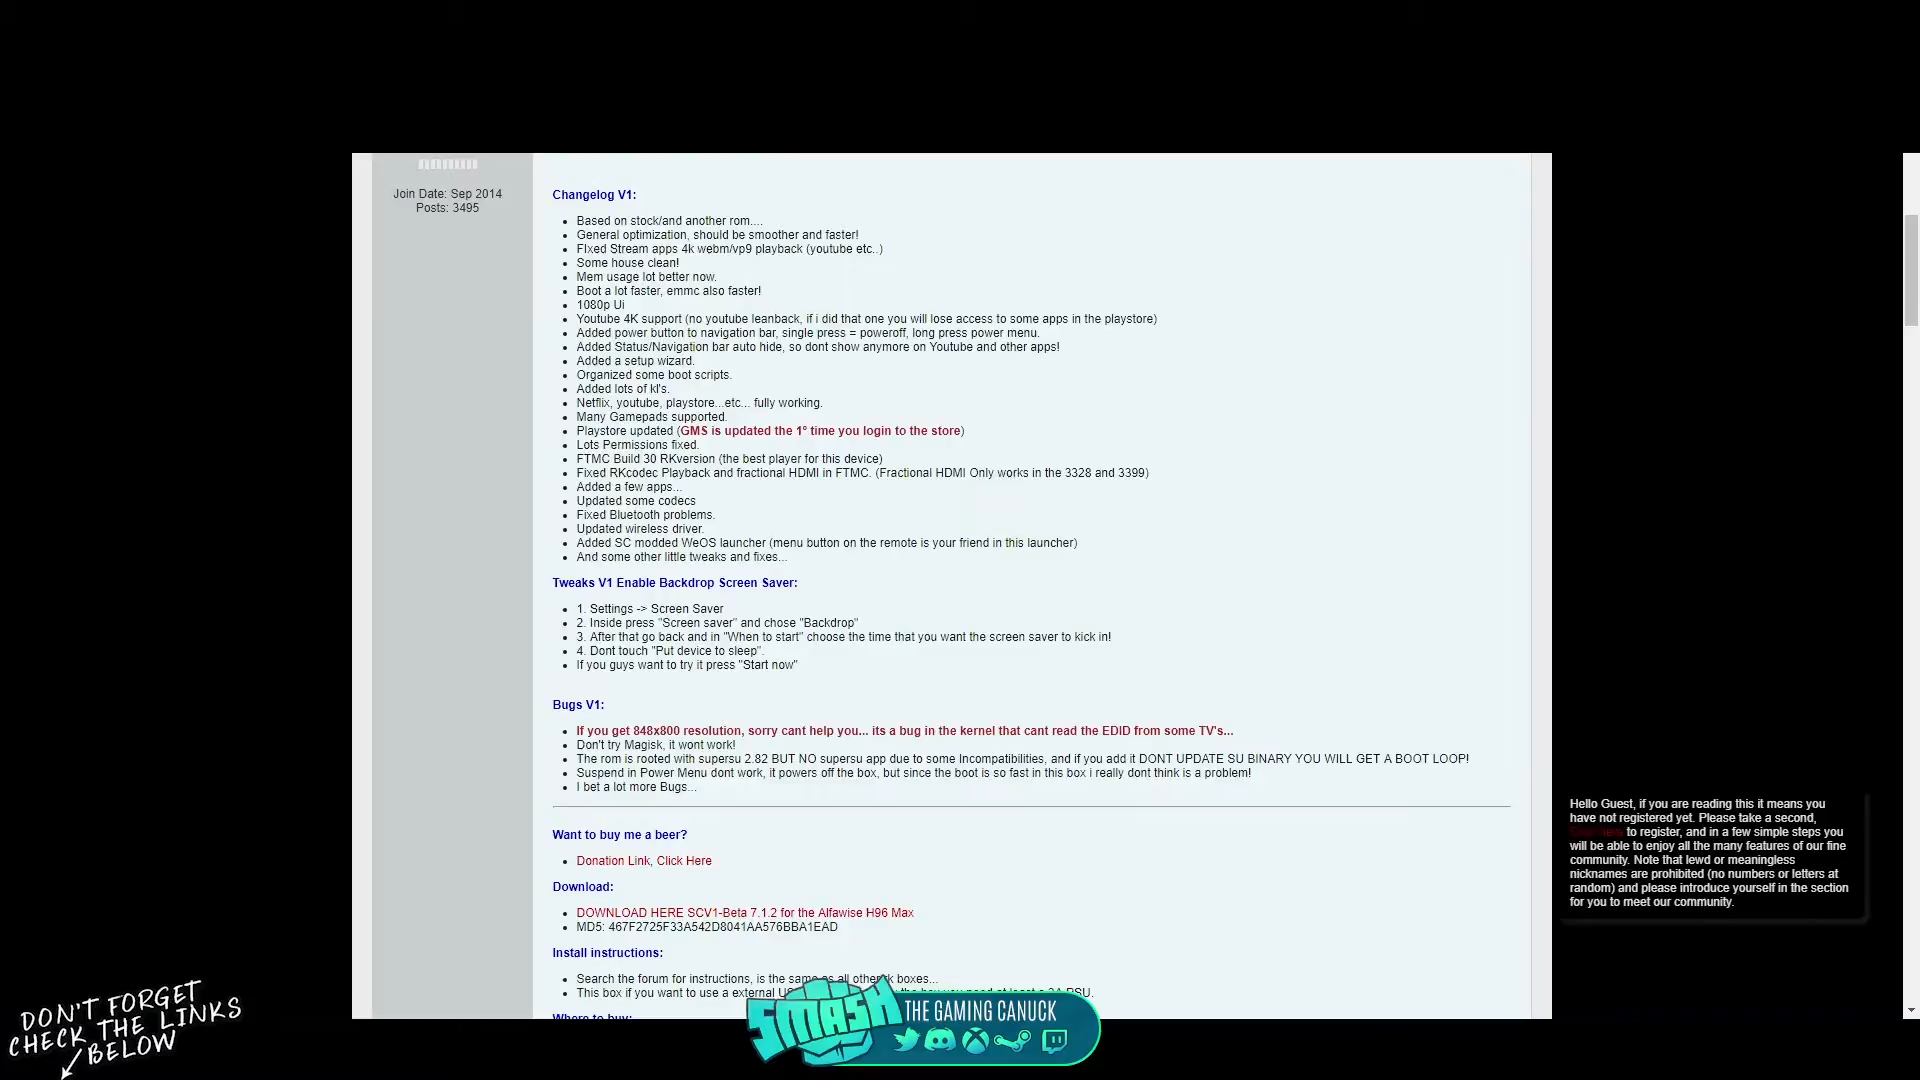 Join Date: Sep 2014
Posts: 3495
Changelog V1:
Based on stock/and another rom....
General optimization, should be smoother and faster!
FIxed Stream apps 4k webm/vp9 playback (youtube etc..)
Some house clean!
Mem usage lot better now.
Boot a lot faster, emmc also faster!
1080p Ui
Youtube 4K support (no youtube leanback, if i did that one you will lose access to some apps in the playstore)
Added power button to navigation bar, single press = poweroff, long press power menu.
Added Status/Navigation bar auto hide, so dont show anymore on Youtube and other apps!
Added a setup wizard.
Organized some boot scripts.
Added lots of kl's.
Netflix, youtube, playstore...etc... fully working.
Many Gamepads supported.
Playstore updated (GMS is updated the 1º time you login to the store)
Lots Permissions fixed.
FTMC Build 30 RKversion (the best player for this device)
Fixed RKcodec Playback and fractional HDMI in FTMC. (Fractional HDMI Only works in the 3328 and 3399)
Added a few apps...
Updated some codecs
Fixed Bluetooth problems.
Updated wireless driver.
Added SC modded WeOS launcher (menu button on the remote is your friend in this launcher)
And some other little tweaks and fixes...
Tweaks V1 Enable Backdrop Screen Saver:
1. Settings -> Screen Saver
2. Inside press "Screen saver" and chose "Backdrop"
3. After that go back and in "When to start" choose the time that you want the screen saver to kick in!
4. Dont touch "Put device to sleep".
If you guys want to try it press "Start now"
Bugs V1:
If you get 848x800 resolution, sorry cant help you... its a bug in the kernel that cant read the EDID from some TV's...
Don't try Magisk, it wont work!
The rom is rooted with supersu 2.82 BUT NO supersu app due to some Incompatibilities, and if you add it DONT UPDATE SU BINARY YOU WILL GET A BOOT LOOP!
Suspend in Power Menu dont work, it powers off the box, but since the boot is so fast in this box i really dont think is a problem!
I bet a lot more Bugs...
Want to buy me a beer?
Donation Link, Click Here
Download:
DOWNLOAD HERE SCV1-Beta 7.1.2 for the Alfawise H96 Max
MD5: 467F2725F33A542D8041AA576BBA1EAD
Install instructions:
Search the forum for instructions, is the same as all other boxes...
This box if you want to use a external the box you need at least a 2A PSU.
Where to buy:
Hello Guest, if you are reading this it means you
have not registered yet. Please take a second,
Click here to register, and in a few simple steps you
will be able to enjoy all the many features of our fine
community. Note that lewd or meaningless
nicknames are prohibited (no numbers or letters at
random) and please introduce yourself in the section
for you to meet our community.
DON'T FORGET
CHECK THE LINKS
BELOW
SMASH
THE GAMING CANUCK